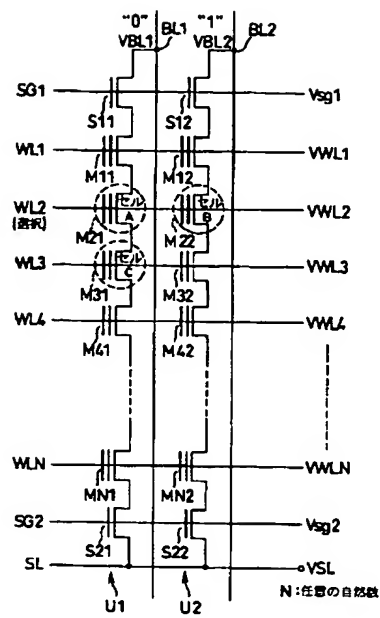 "0" "1"
VBL1 BL1 VBL2 BL2
SG1 Vsg1
S11 S12
WL1 VWL1
M11 M12
WL2 セル セル VWL2
(選択) A B
M21 M22
WL3 セル VWL3
C
M31 M32
WL4 VWL4
M41 M42
WLN VWLN
MN1 MN2
SG2 Vsg2
S21 S22
SL VSL
U1 U2
N:任意の自然数